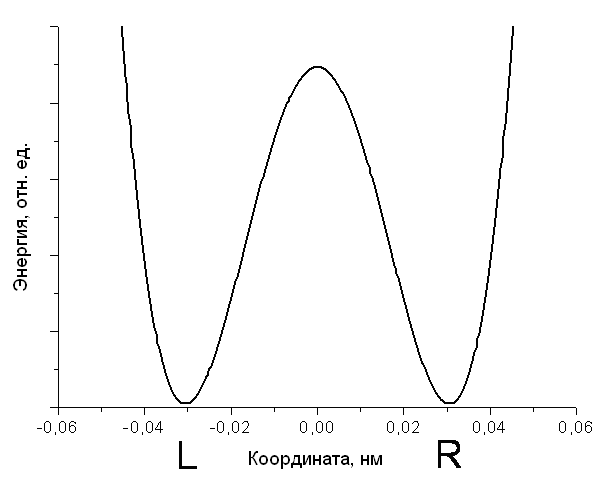 Энергия, отн. ед.
-0,06 -0,04 -0,02 0,00 0,02 0,04 0,06
L Координата, нм R